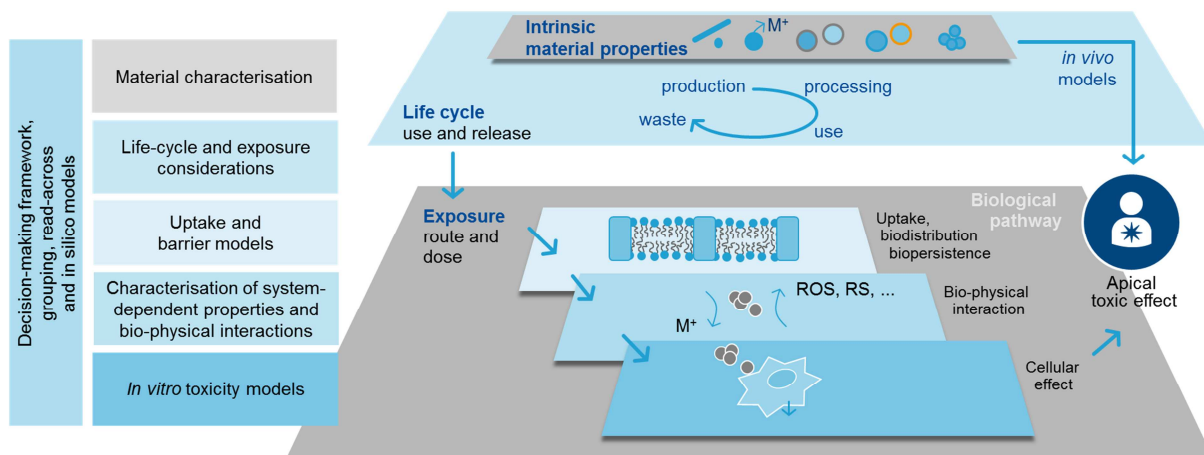 Decision-making framework,
grouping, read-across
and in silico models
Material characterisation
Life-cycle and exposure
considerations
Uptake and
barrier models
Characterisation of system-
dependent properties and
bio-physical interactions
In vitro toxicity models
Intrinsic
material properties
M+
in vivo
models
production
processing
waste
use
Life cycle
use and release
Exposure
route and
dose
Biological
pathway
Uptake,
biodistribution
biopersistence
ROS, RS, ...
M+
Bio-physical
interaction
Cellular
effect
Apical
toxic effect